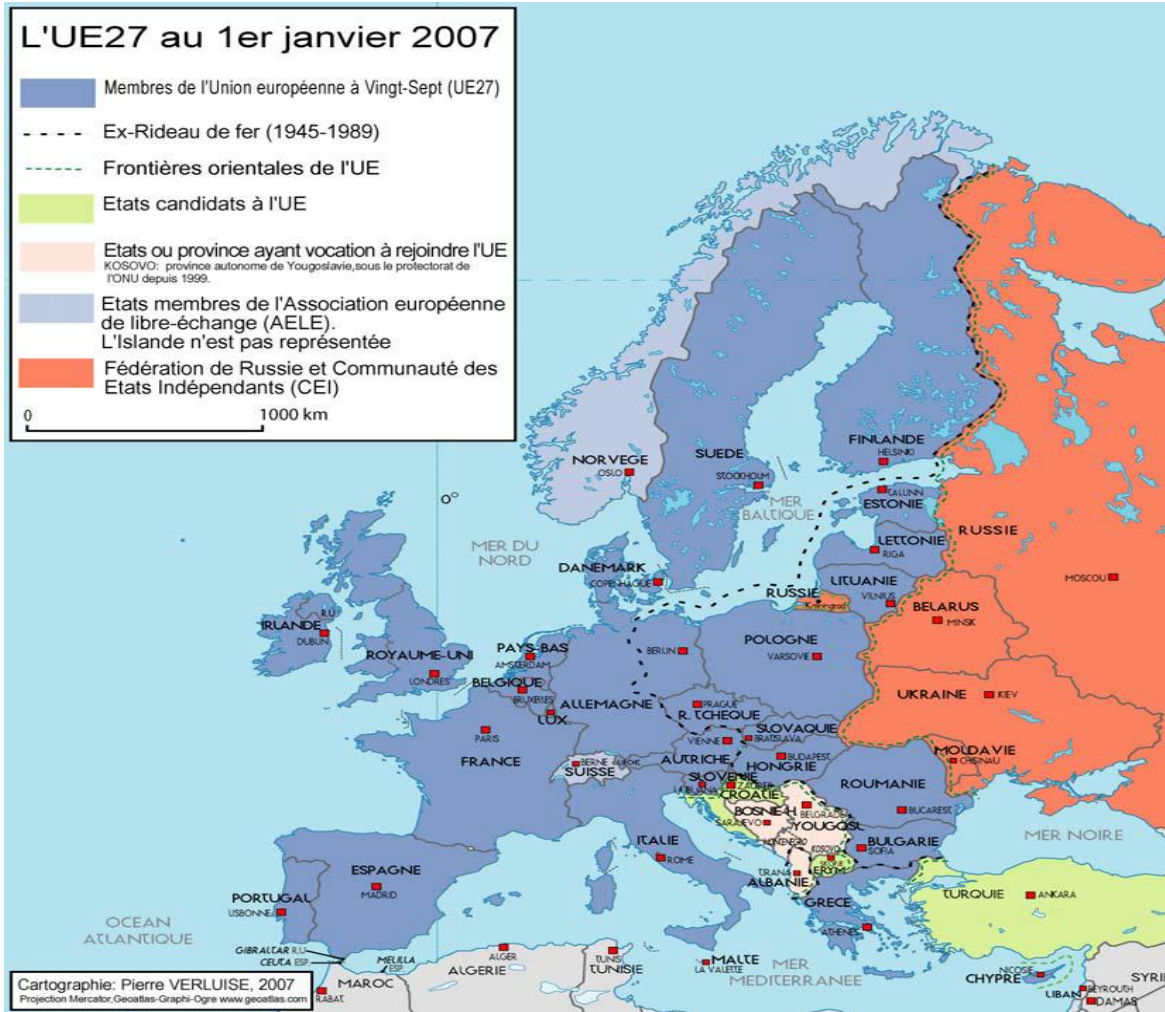 L'UE27 au 1er janvier 2007
Membres de l'Union européenne à Vingt-Sept (UE27)
Ex-Rideau de fer (1945-1989)
Frontières orientales de l'UE
Etats candidats à l'UE
Etats ou province ayant vocation à rejoindre l'UE
KOSOVO: province autonome de Yougoslavie,sous le protectorat de
l'ONU depuis 1999.
Etats membres de l'Association européenne
de libre-échange (AELE).
L'Islande n'est pas représentée
Fédération de Russie et Communauté des
Etats Indépendants (CEI)
0 1000 km
0°
NORVEGE
OSLO
SUEDE
STOCKHOLM
FINLANDE
HELSINKI
MER
BALTIQUE
TALLINN
ESTONIE
LETTONIE
RIGA
LITUANIE
VILNIUS
RUSSIE
MOSCOU
MER DU
NORD
DANEMARK
COPENHAGUE
RUSSIE
BELARUS
MINSK
R.U.
IRLANDE
DUBLIN
ROYAUME-UNI
LONDRES
PAYS-BAS
AMSTERDAM
BELGIQUE
BRUXELLES
LUX
ALLEMAGNE
BERLIN
POLOGNE
VARSOVIE
PRAGUE
R. TCHEQUE
SLOVAQUIE
BRATISLAVA
UKRAINE
KIEV
MOLDAVIE
CHISINAU
PARIS
FRANCE
BERNE
SUISSE
VIENNE
AUTRICHE
BUDAPEST
HONGRIE
SLOVENIE
ZAGREB
CROATIE
ROUMANIE
BUCAREST
BOSNIE-H
SARAJEVO
BELGRADE
YOUGOSL
MONTENEGRO
KOSOVO
BULGARIE
SOFIA
MER NOIRE
ITALIE
ROME
TIRANA
ALBANIE
FRYM
GRECE
ATHENES
TURQUIE
ANKARA
ESPAGNE
MADRID
PORTUGAL
LISBONNE
OCEAN
ATLANTIQUE
GIBRALTAR R.U
CEUTA ESP.
MELILLA
ESP.
MAROC
RABAT
ALGER
ALGERIE
TUNIS
TUNISIE
MALTE
LA VALETTE
MER
MEDITERRANEE
NICOSIE
CHYPRE
LIBAN
BEYROUTH
SYRI
DAMAS
Cartographie: Pierre VERLUISE, 2007
Projection Mercator,Geoatlas-Graphi-Ogre www.geoatlas.com